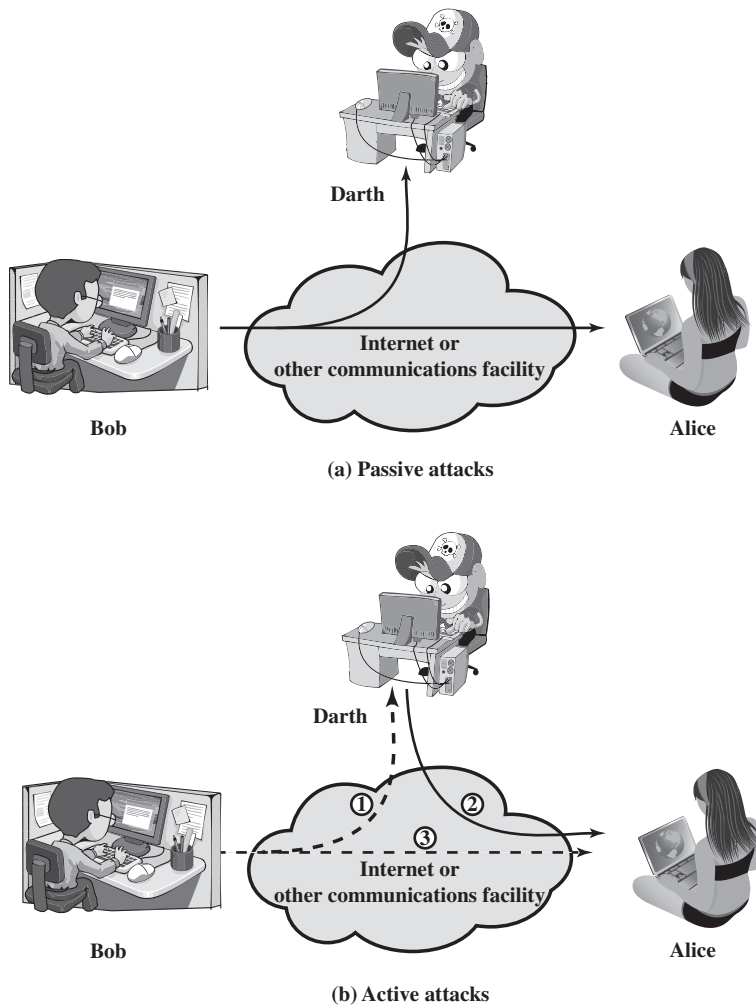 Darth
Internet or
other communications facility
Bob
Alice
(a) Passive attacks
Darth
1
2
3
Internet or
other communications facility
Bob
Alice
(b) Active attacks